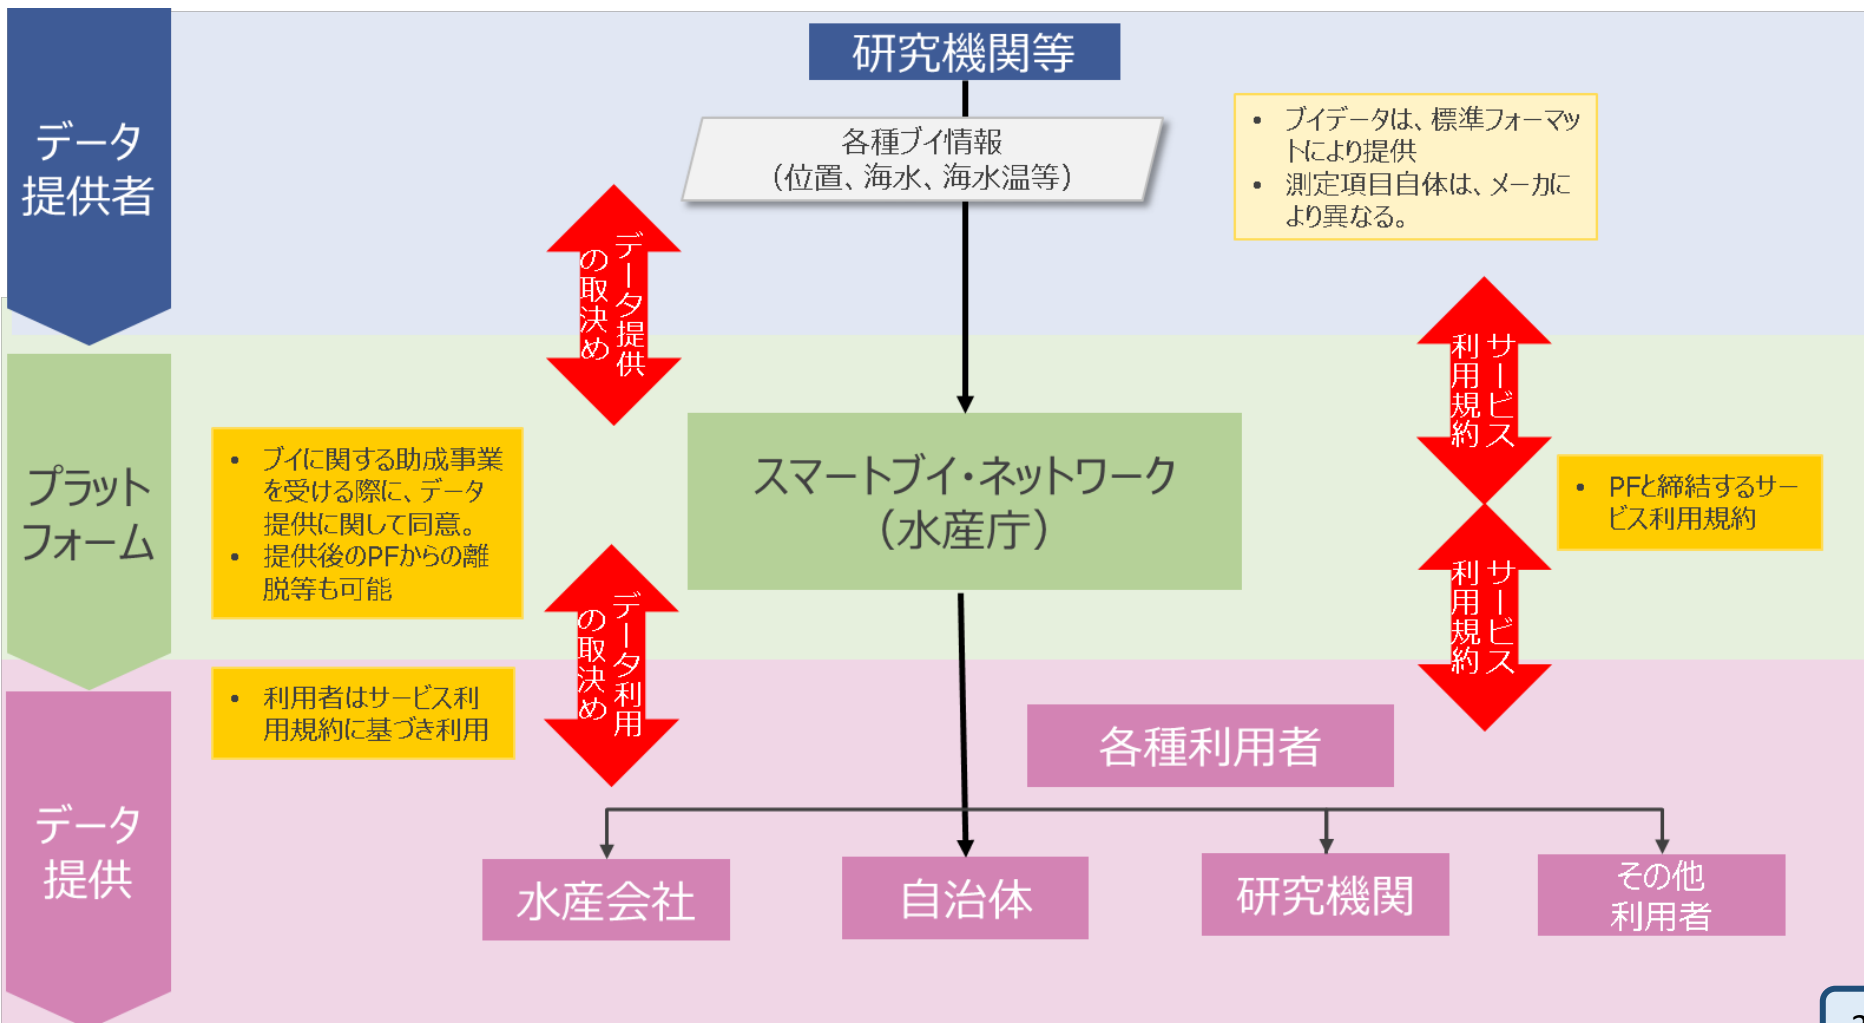 データ
提供者
研究機関等
各種ブイ情報
（位置、海水、海水温等）
• ブイデータは、標準フォーマッ
トにより提供
• 測定項目自体は、メーカに
より異なる。
データ提供
の取決め
サービス
利用規約
プラット
フォーム
• ブイに関する助成事業
を受ける際に、データ
提供に関して同意。
• 提供後のPFからの離
脱等も可能
スマートブイ・ネットワーク
（水産庁）
• PFと締結するサー
ビス利用規約
データ利用
の取決め
サービス
利用規約
• 利用者はサービス利
用規約に基づき利用
各種利用者
データ
提供
水産会社
自治体
研究機関
その他
利用者